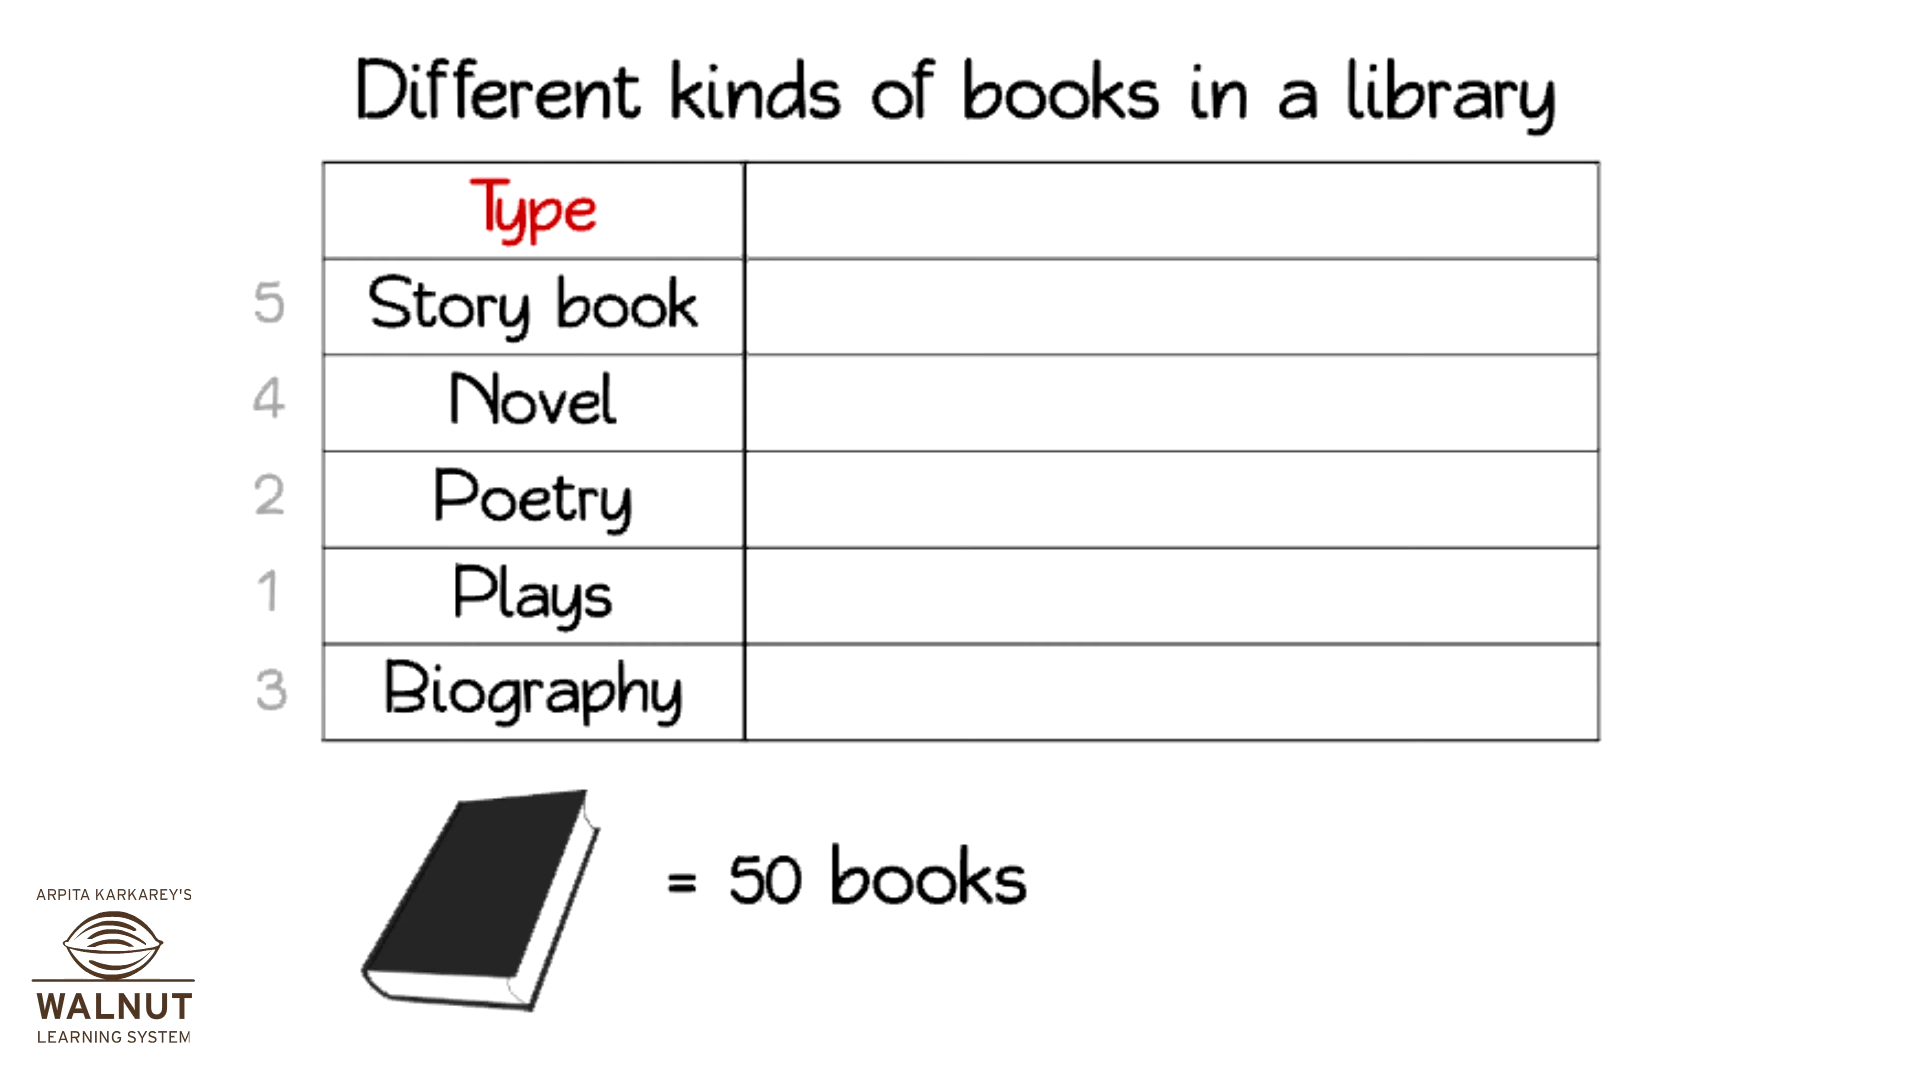 Different kinds of books in a library
Type
5 Story book
4 Novel
2 Poetry
1 Plays
3 Biography
= 50 books
ARPITA KARKAREY'S
WALNUT
LEARNING SYSTEM